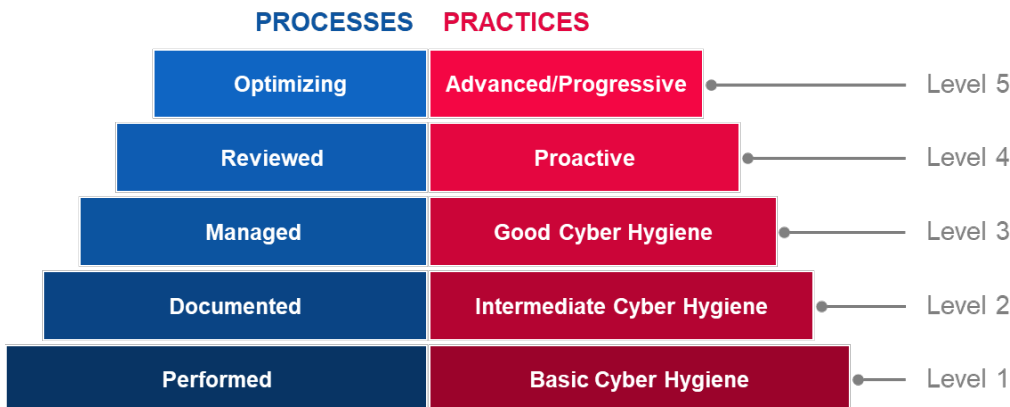 PROCESSES PRACTICES
Optimizing Advanced/Progressive Level 5
Reviewed Proactive Level 4
Managed Good Cyber Hygiene Level 3
Documented Intermediate Cyber Hygiene Level 2
Performed Basic Cyber Hygiene Level 1